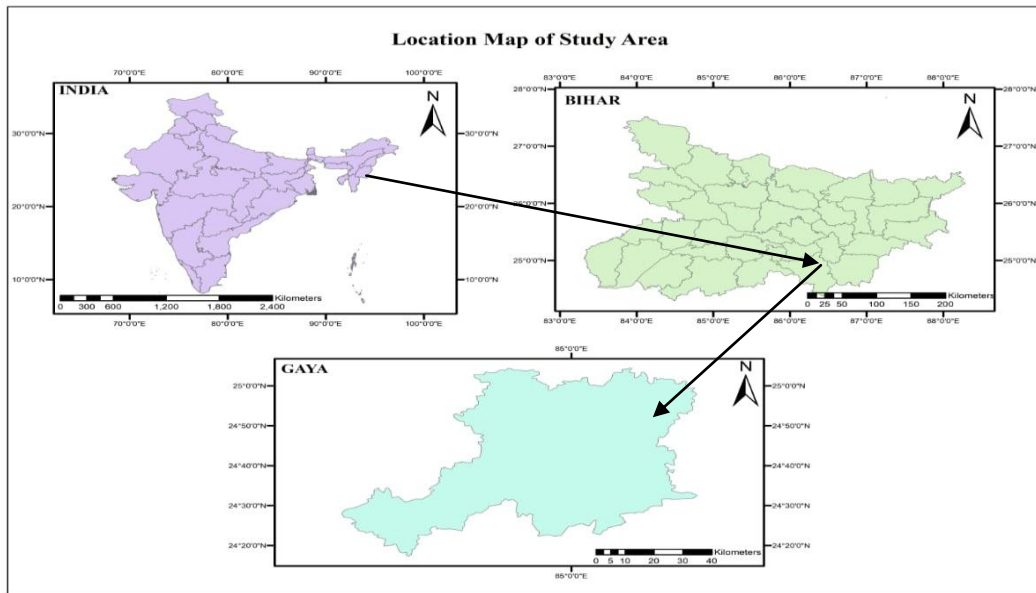 Location Map of Study Area
70°0'0"E 80°0'0"E 90°0'0"E 100°0'0"E
INDIA
N
30°0'0"N 30°0'0"N
20°0'0"N 20°0'0"N
10°0'0"N 10°0'0"N
Kilometers
0 300 600 1,200 1,800 2,400
70°0'0"E 80°0'0"E 90°0'0"E 100°0'0"E
83°0'0"E 84°0'0"E 85°0'0"E 86°0'0"E 87°0'0"E 88°0'0"E
28°0'0"N 28°0'0"N
BIHAR
N
27°0'0"N 27°0'0"N
26°0'0"N 26°0'0"N
25°0'0"N 25°0'0"N
Kilometers
0 25 50 100 150 200
83°0'0"E 84°0'0"E 85°0'0"E 86°0'0"E 87°0'0"E 88°0'0"E
85°0'0"E
GAYA
N
25°0'0"N 25°0'0"N
24°50'0"N 24°50'0"N
24°40'0"N 24°40'0"N
24°30'0"N 24°30'0"N
24°20'0"N 24°20'0"N
Kilometers
0 5 10 20 30 40
85°0'0"E